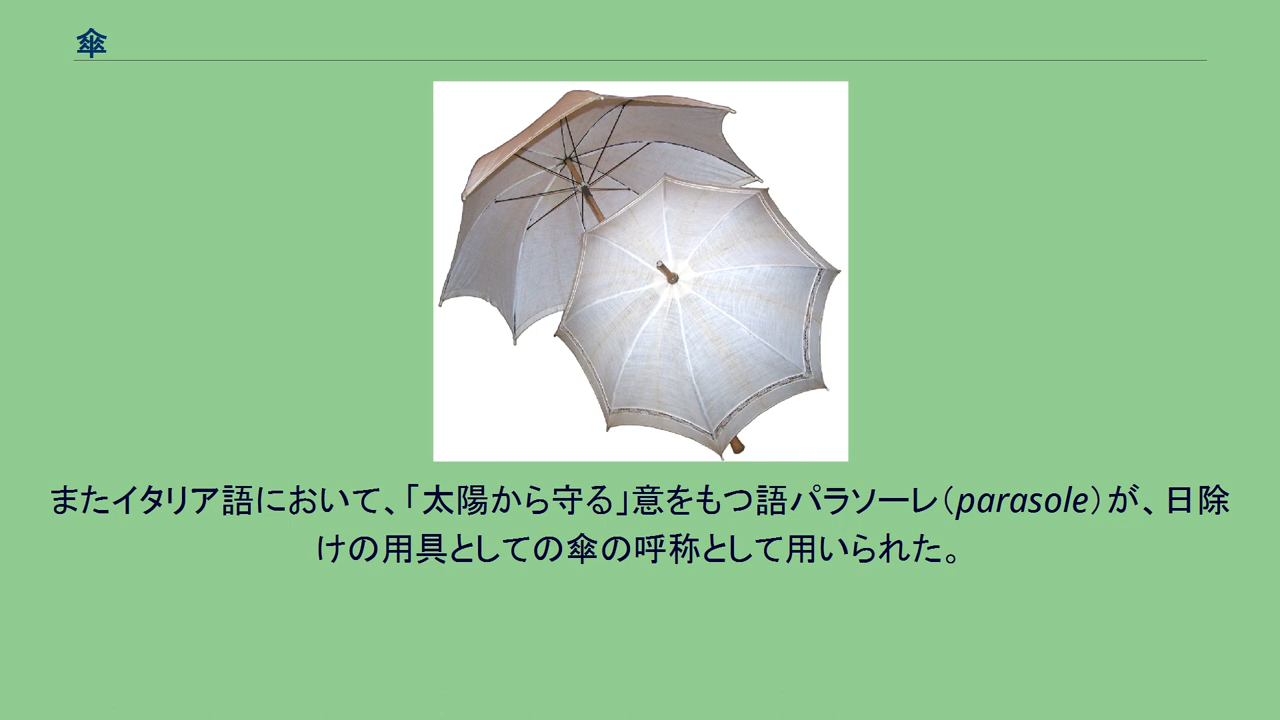 傘
またイタリア語において、「太陽から守る」意をもつ語パラソーレ（parasole）が、日除
けの用具としての傘の呼称として用いられた。